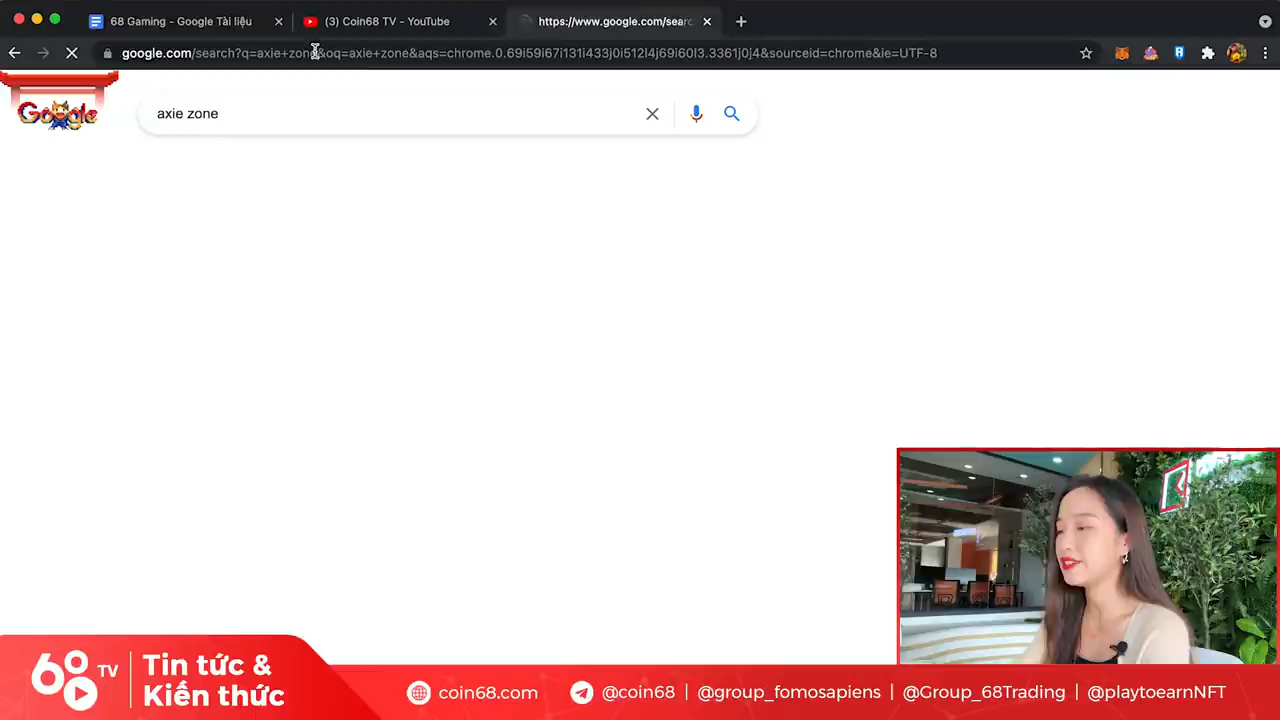 68 Gaming - Google Tài liệu
(3) Coin68 TV - YouTube
https://www.google.com/searc
google.com/search?q=axie+zone&oq=axie+zone&aqs=chrome.0.69i59i67i131i433j0i512l4j69i60l3.3361j0j4&sourceid=chrome&ie=UTF-8
Google
axie zone
68 TV
Tin tức &
Kiến thức
coin68.com
@coin68 | @group_fomosapiens | @Group_68Trading | @playtoearnNFT